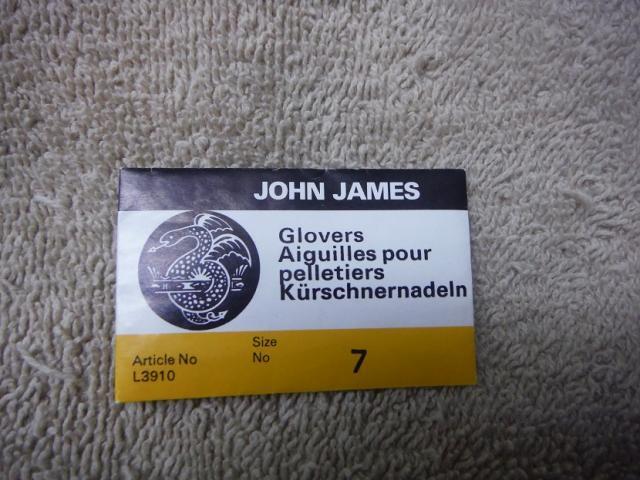 JOHN JAMES
Glovers
Aiguilles pour
pelletiers
Kürschnernadeln
Size
No
7
Article No
L3910